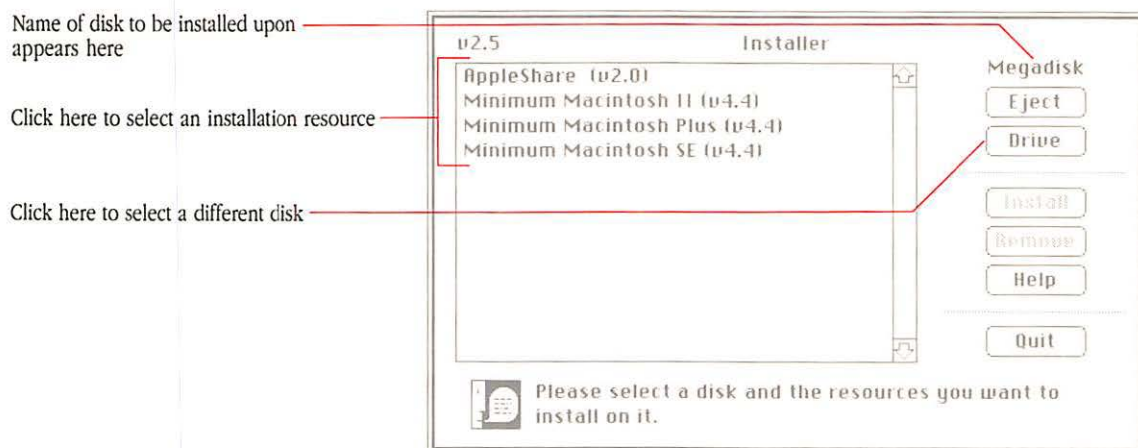 Name of disk to be installed upon
appears here
Click here to select an installation resource
Click here to select a different disk
v2.5 Installer
AppleShare (v2.0)
Minimum Macintosh II (v4.4)
Minimum Macintosh Plus (v4.4)
Minimum Macintosh SE (v4.4)
Megadisk
Eject
Drive
Install
Remove
Help
Quit
Please select a disk and the resources you want to
install on it.